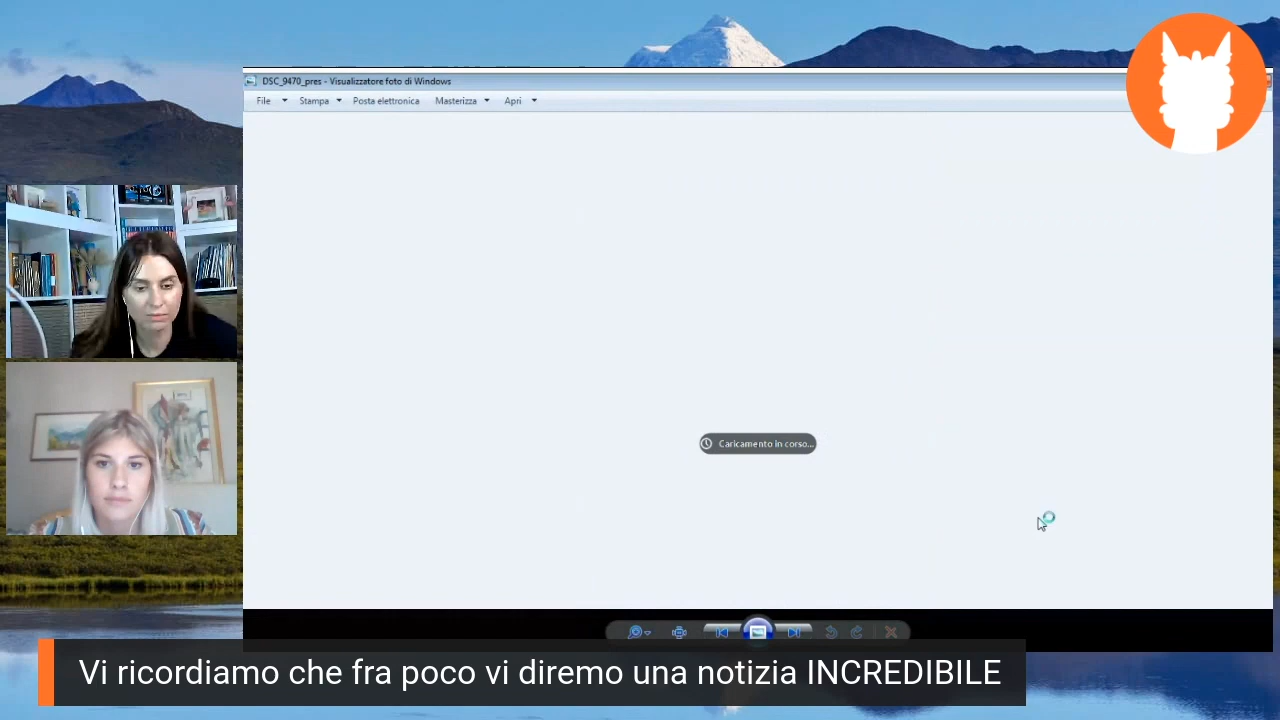 DSC_9470_pres - Visualizzatore foto di Windows
File Stampa Posta elettronica Masterizza Apri
Caricamento in corso...
Vi ricordiamo che fra poco vi diremo una notizia INCREDIBILE